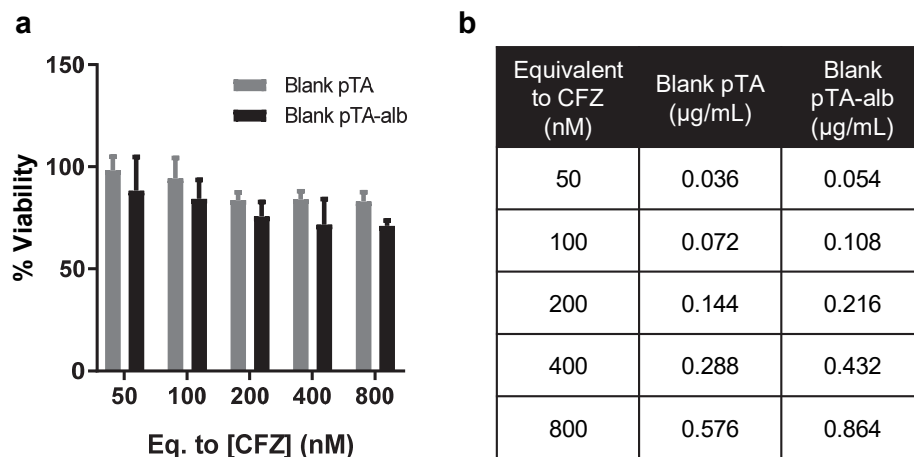 a
150
100
50
0
% Viability
Blank pTA
Blank pTA-alb
50 100 200 400 800
Eq. to [CFZ] (nM)
b
Equivalent to CFZ (nM) Blank pTA (µg/mL) Blank pTA-alb (µg/mL)
50 0.036 0.054
100 0.072 0.108
200 0.144 0.216
400 0.288 0.432
800 0.576 0.864